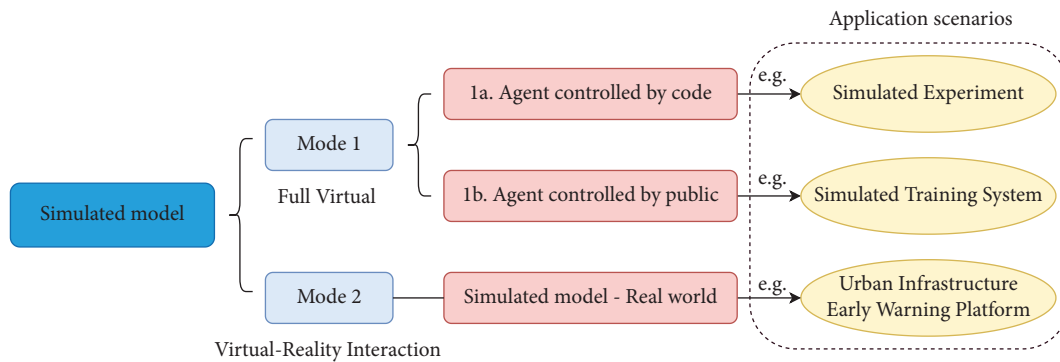 Application scenarios
1a. Agent controlled by code
e.g.
Simulated Experiment
Mode 1
Full Virtual
1b. Agent controlled by public
e.g.
Simulated Training System
Simulated model
Mode 2
Virtual-Reality Interaction
Simulated model - Real world
e.g.
Urban Infrastructure
Early Warning Platform